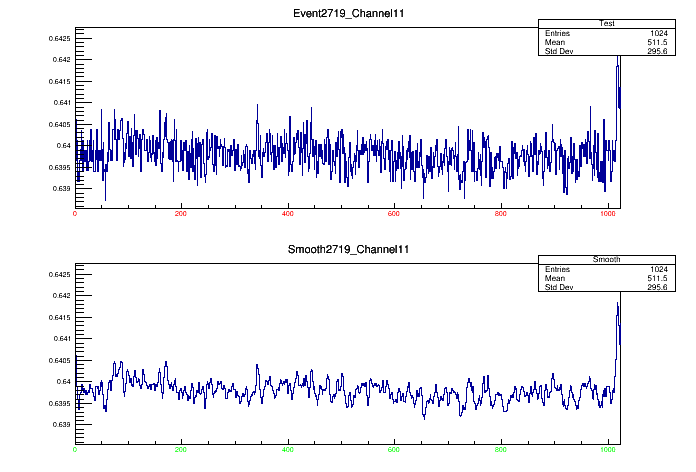 Event2719_Channel11
Test
Entries 1024
Mean 511.5
Std Dev 295.6
0.6425
0.642
0.6415
0.641
0.6405
0.64
0.6395
0.639
0 200 400 600 800 1000
Smooth2719_Channel11
Smooth
Entries 1024
Mean 511.5
Std Dev 295.6
0.6425
0.642
0.6415
0.641
0.6405
0.64
0.6395
0.639
0 200 400 600 800 1000